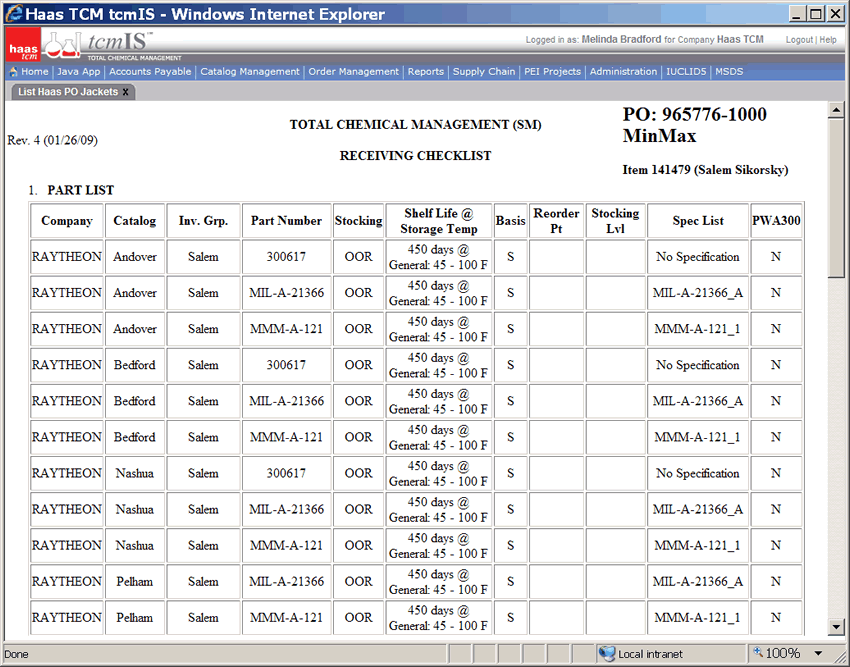 Haas TCM tcmIS - Windows Internet Explorer
haas tcm
tcmIS™
TOTAL CHEMICAL MANAGEMENT
Logged in as: Melinda Bradford for Company Haas TCM Logout | Help
Home | Java App | Accounts Payable | Catalog Management | Order Management | Reports | Supply Chain | PEI Projects | Administration | IUCLID5 | MSDS
List Haas PO Jackets x
Rev. 4 (01/26/09)
TOTAL CHEMICAL MANAGEMENT (SM)
RECEIVING CHECKLIST
PO: 965776-1000
MinMax
Item 141479 (Salem Sikorsky)
1. PART LIST
Company Catalog Inv. Grp. Part Number Stocking Shelf Life @ Storage Temp Basis Reorder Pt Stocking Lvl Spec List PWA300
RAYTHEON Andover Salem 300617 OOR 450 days @ General: 45 - 100 F S No Specification N
RAYTHEON Andover Salem MIL-A-21366 OOR 450 days @ General: 45 - 100 F S MIL-A-21366_A N
RAYTHEON Andover Salem MMM-A-121 OOR 450 days @ General: 45 - 100 F S MMM-A-121_1 N
RAYTHEON Bedford Salem 300617 OOR 450 days @ General: 45 - 100 F S No Specification N
RAYTHEON Bedford Salem MIL-A-21366 OOR 450 days @ General: 45 - 100 F S MIL-A-21366_A N
RAYTHEON Bedford Salem MMM-A-121 OOR 450 days @ General: 45 - 100 F S MMM-A-121_1 N
RAYTHEON Nashua Salem 300617 OOR 450 days @ General: 45 - 100 F S No Specification N
RAYTHEON Nashua Salem MIL-A-21366 OOR 450 days @ General: 45 - 100 F S MIL-A-21366_A N
RAYTHEON Nashua Salem MMM-A-121 OOR 450 days @ General: 45 - 100 F S MMM-A-121_1 N
RAYTHEON Pelham Salem MIL-A-21366 OOR 450 days @ General: 45 - 100 F S MIL-A-21366_A N
RAYTHEON Pelham Salem MMM-A-121 OOR 450 days @ General: 45 - 100 F S MMM-A-121_1 N
Done Local intranet 100%